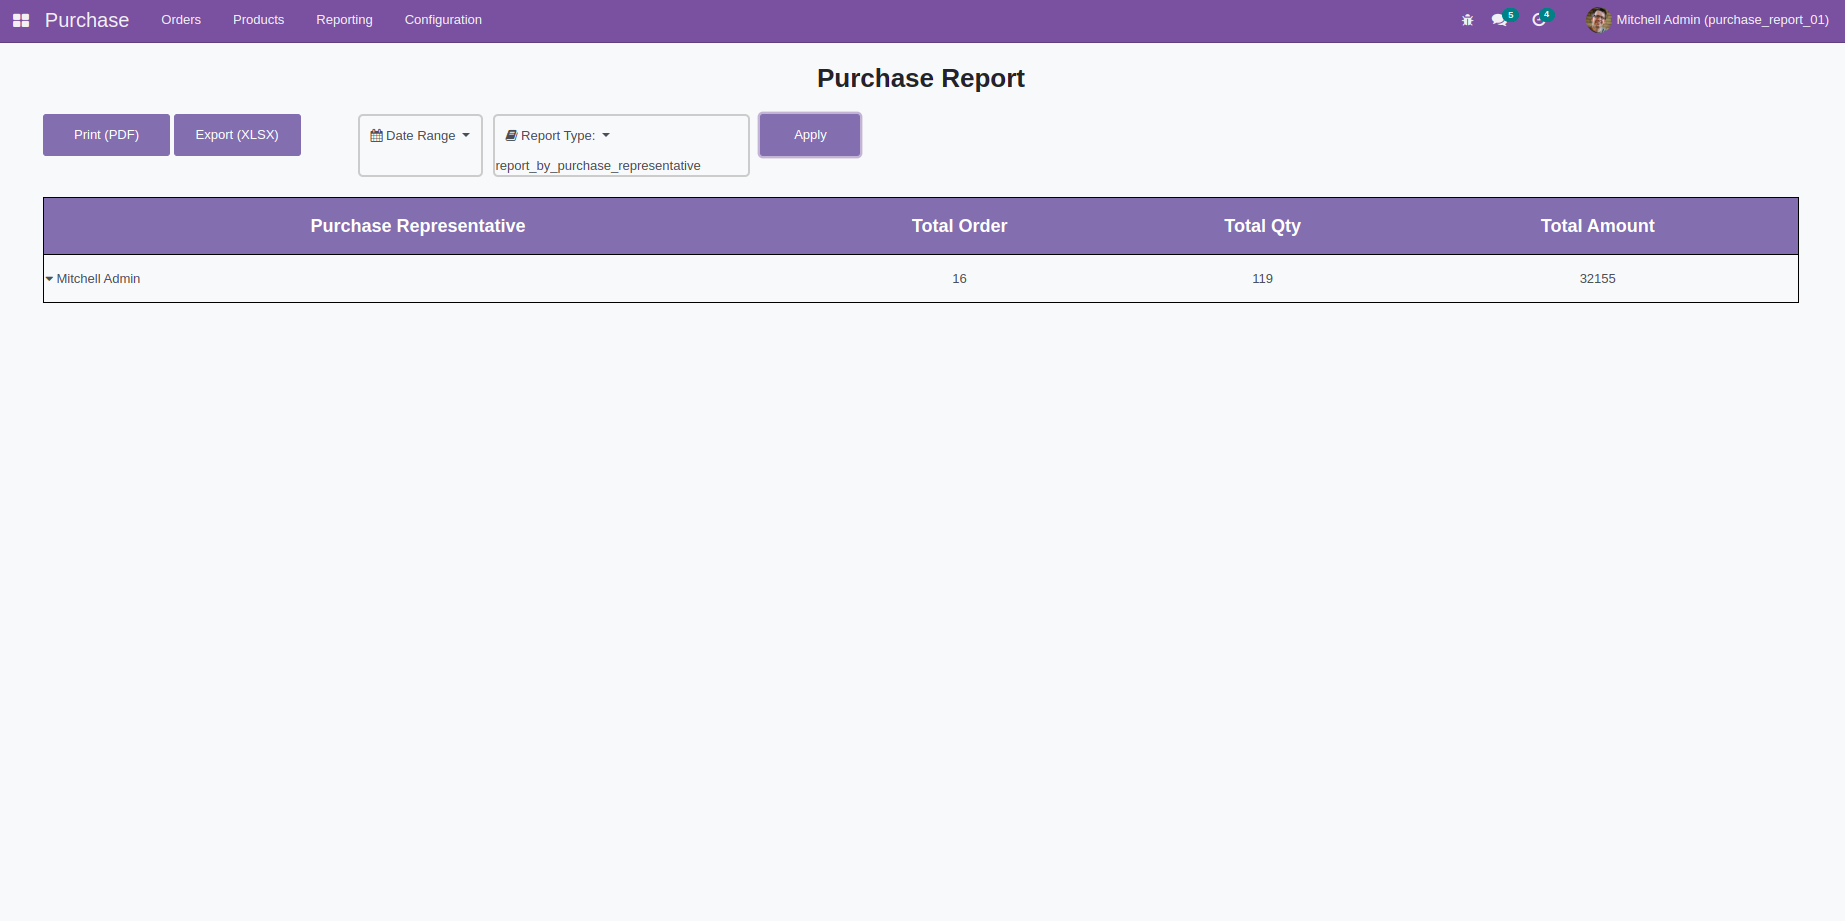 Purchase Orders Products Reporting Configuration 5 4 Mitchell Admin (purchase_report_01)
Purchase Report
Print (PDF) Export (XLSX) Date Range Report Type: Apply
report_by_purchase_representative
Purchase Representative Total Order Total Qty Total Amount
Mitchell Admin 16 119 32155